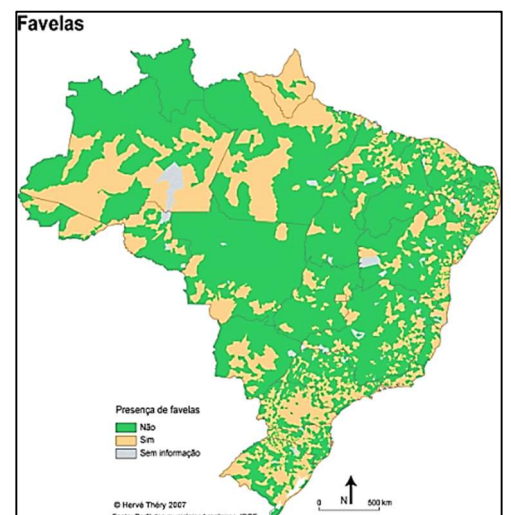 Favelas
Presença de favelas
Não
Sim
Sem informação
© Hervé Théry 2007
N
0 500 km